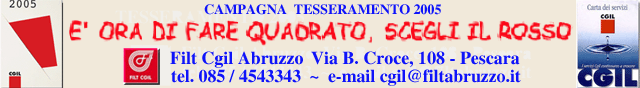 2005
CGIL
CAMPAGNA TESSERAMENTO 2005
E' ORA DI FARE QUADRATO, SCEGLI IL ROSSO
FILT CGIL
Filt Cgil Abruzzo Via B. Croce, 108 - Pescara
tel. 085 / 4543343 ~ e-mail cgil@filtabruzzo.it
Carta dei servizi
CGIL
CGIL